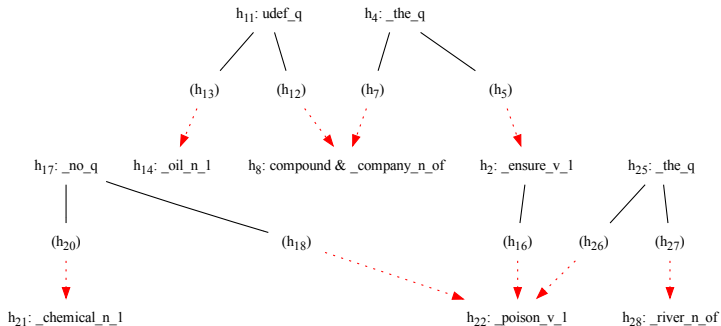 h11: udef_q h4: _the_q
(h13) (h12) (h7) (h5)
h17: _no_q h14: _oil_n_1 h8: compound & _company_n_of h2: _ensure_v_1 h25: _the_q
(h20) (h18) (h16) (h26) (h27)
h21: _chemical_n_1 h22: _poison_v_1 h28: _river_n_of